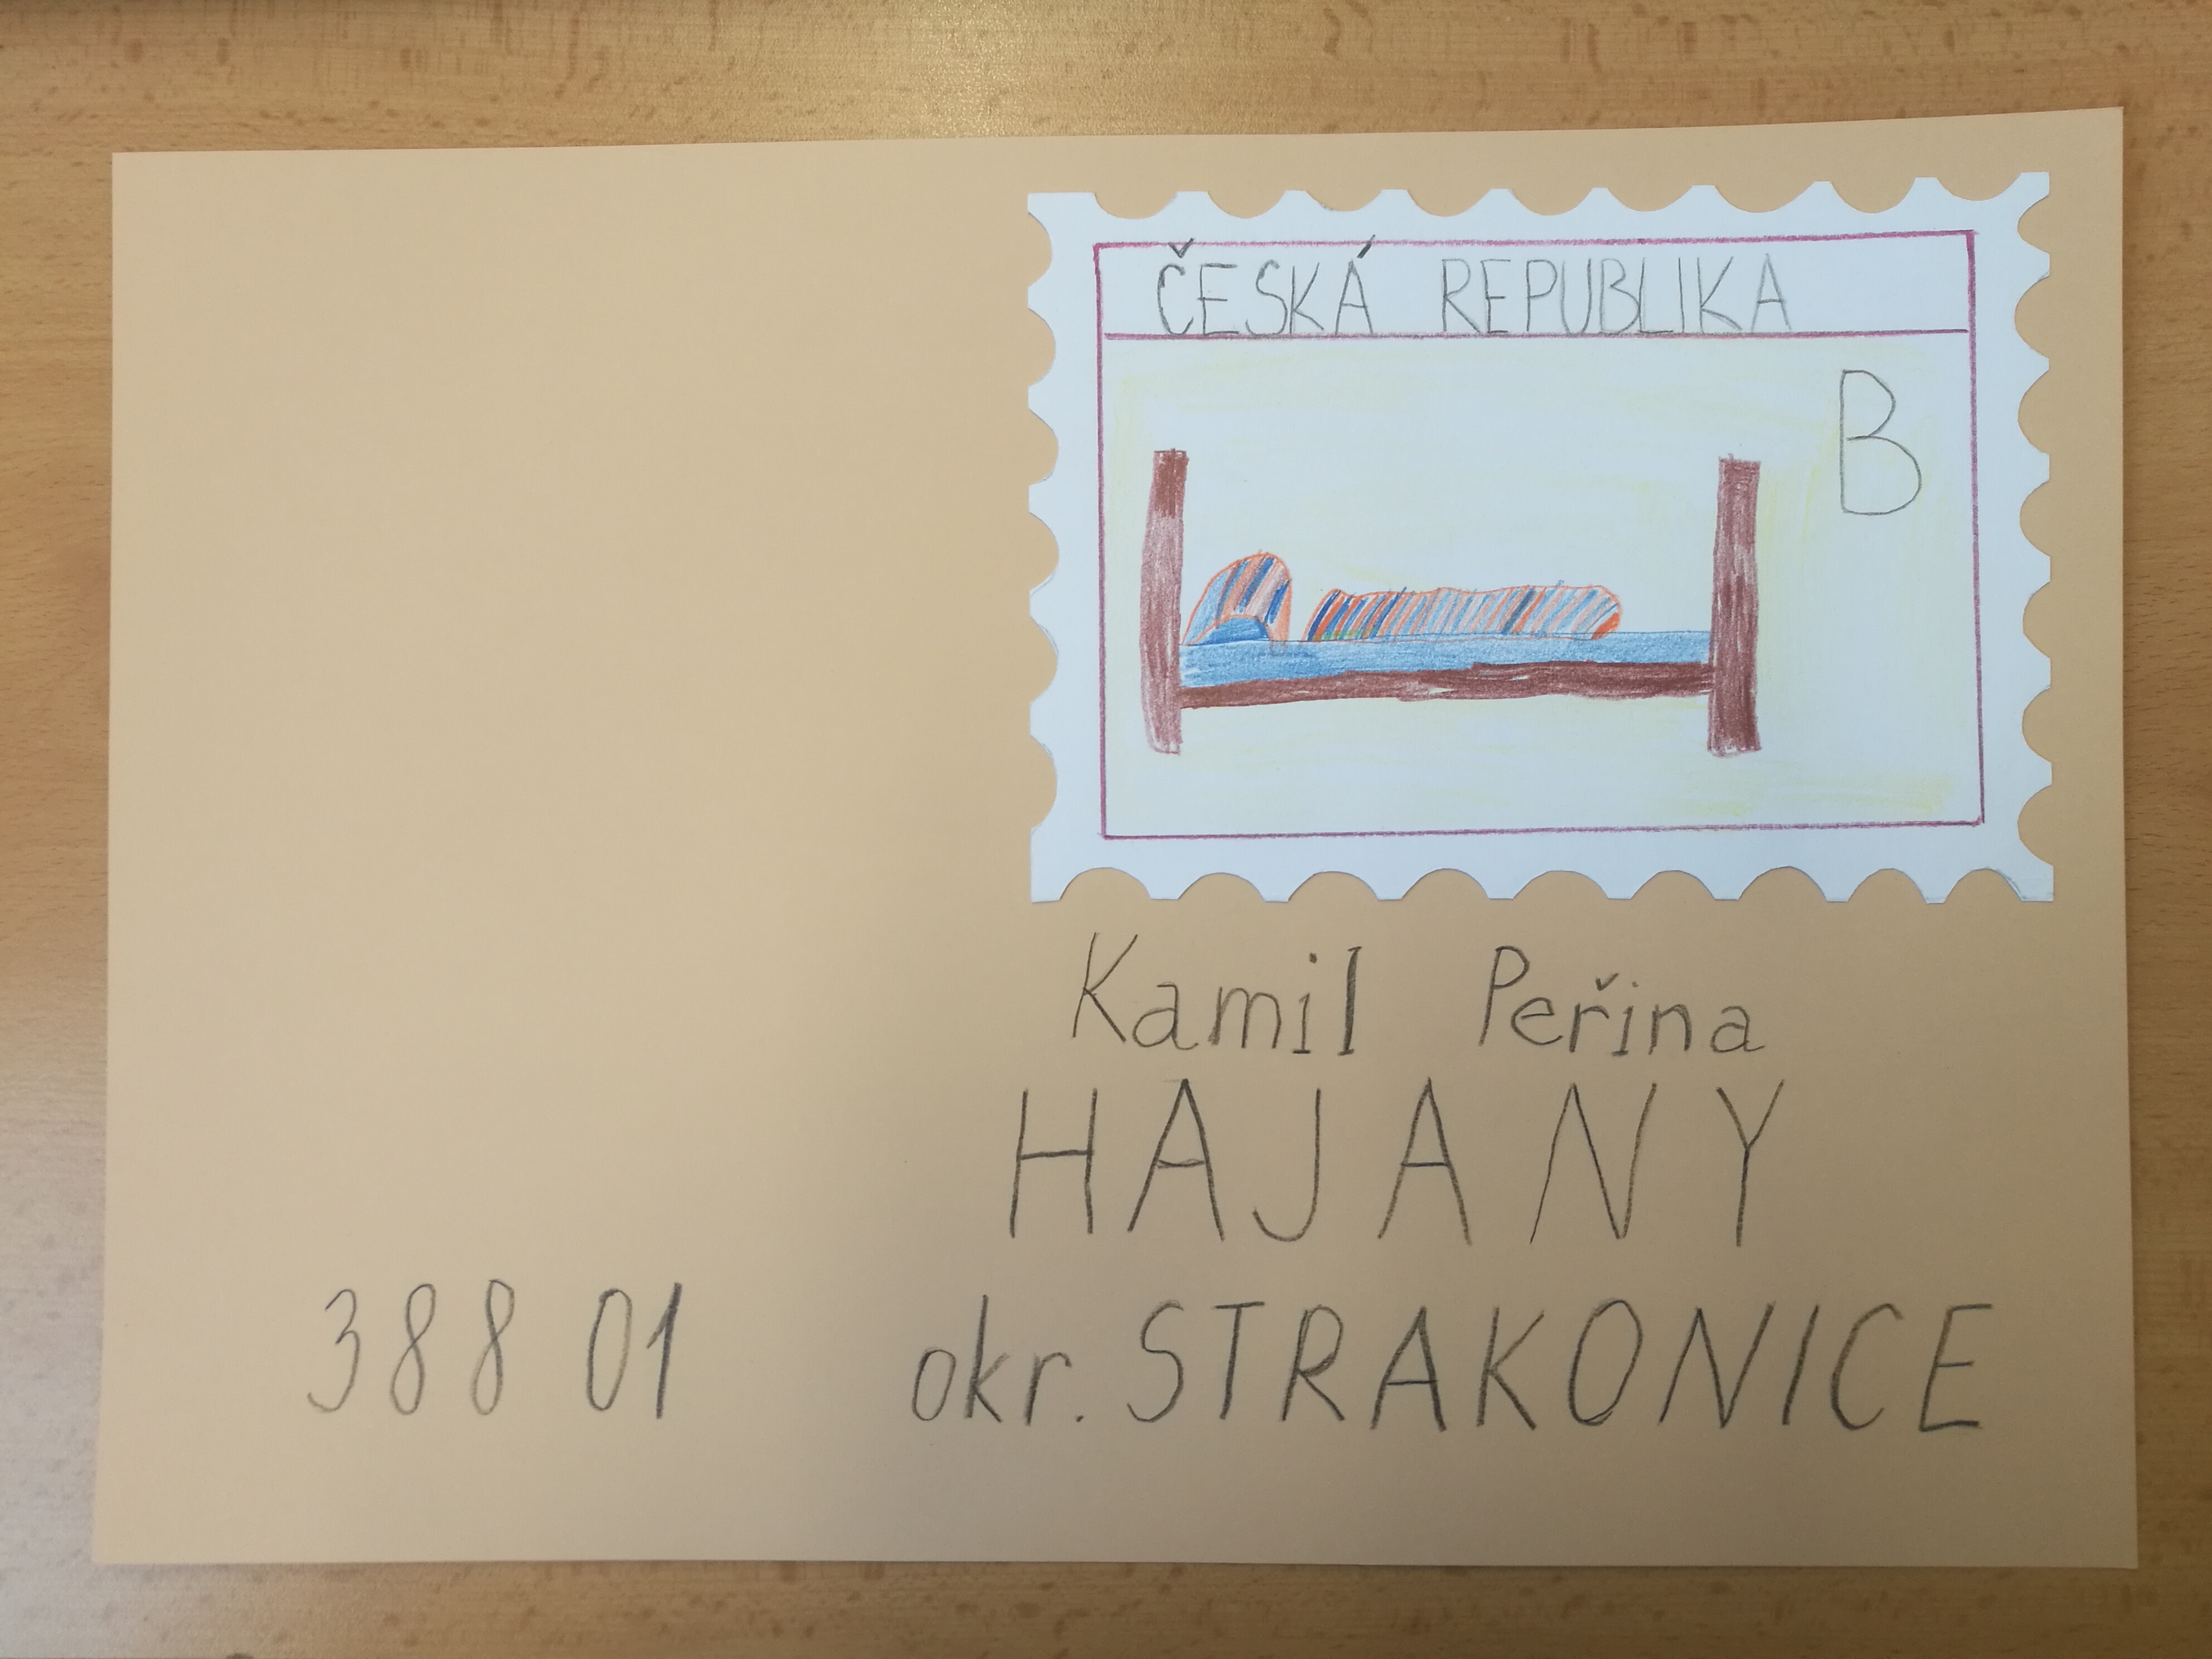 ČESKÁ REPUBLIKA
B
Kamil Peřina
HAJANY
388 01 okr. STRAKONICE